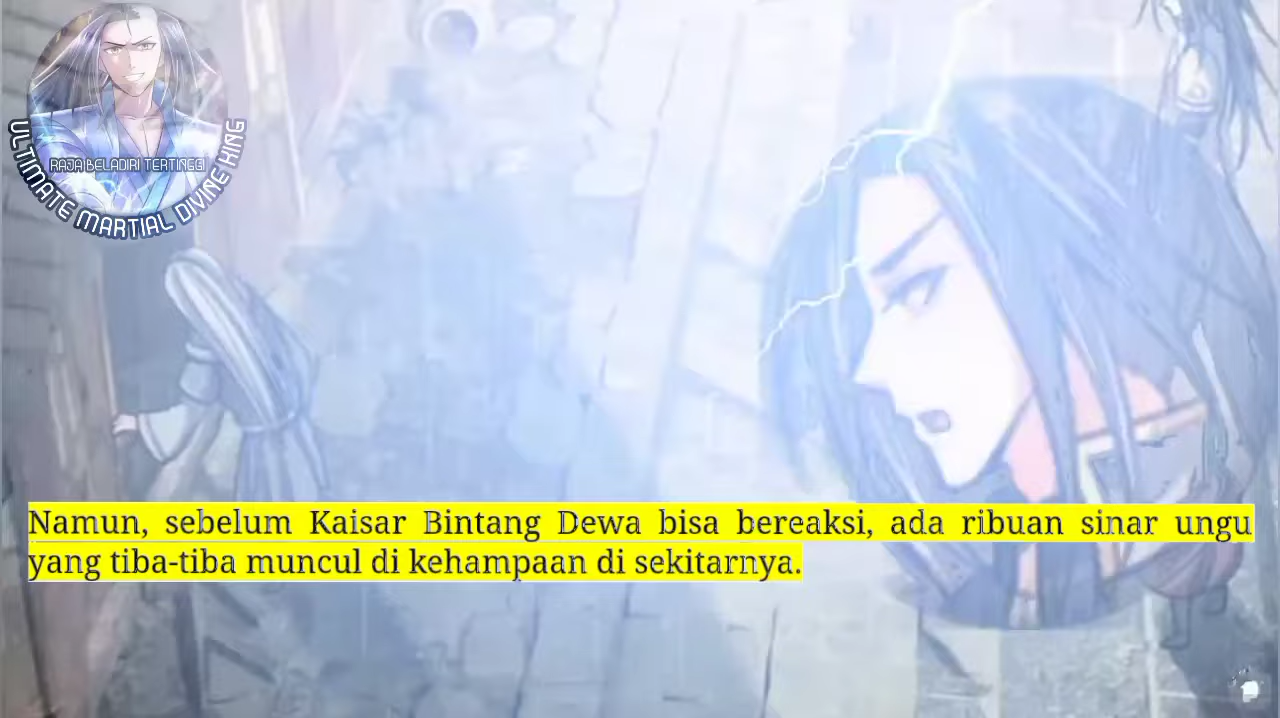 RAJA BELADIRI TERTINGGI
ULTIMATE MARTIAL DIVINE KING
Namun, sebelum Kaisar Bintang Dewa bisa bereaksi, ada ribuan sinar ungu
yang tiba-tiba muncul di kehampaan di sekitarnya.